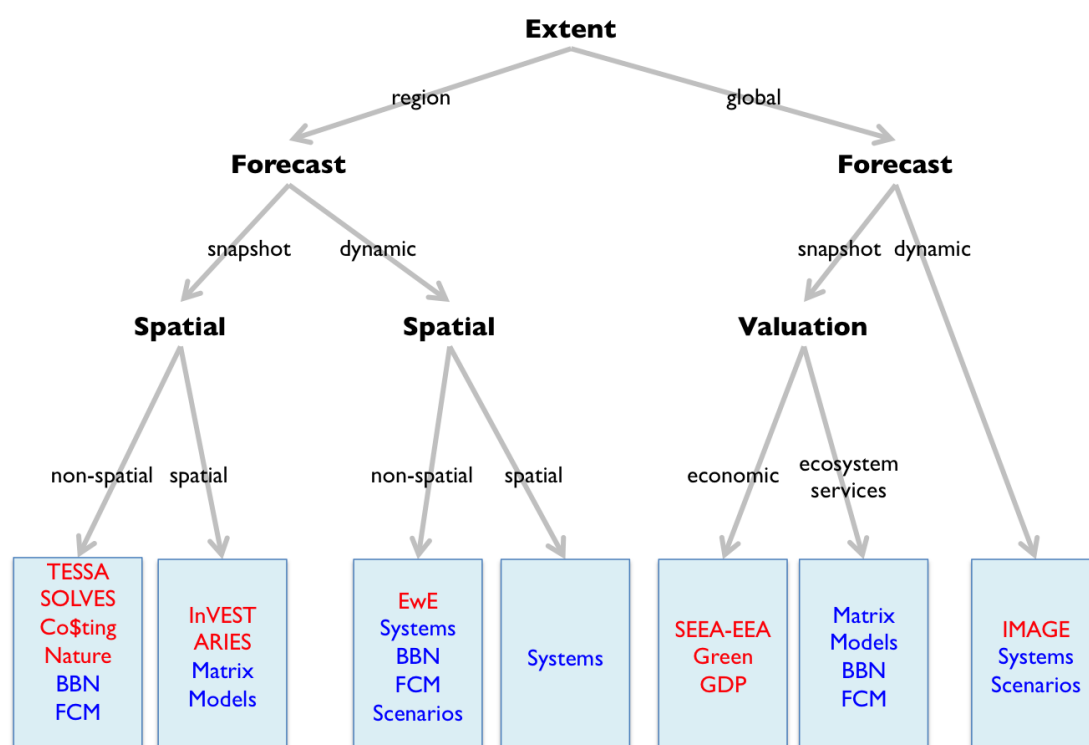 Extent
region
global
Forecast
Forecast
snapshot
dynamic
snapshot
dynamic
Spatial
Spatial
Valuation
non-spatial
spatial
non-spatial
spatial
economic
ecosystem
services
TESSA
SOLVES
Co$ting
Nature
BBN
FCM
InVEST
ARIES
Matrix
Models
EwE
Systems
BBN
FCM
Scenarios
Systems
SEEA-EEA
Green
GDP
Matrix
Models
BBN
FCM
IMAGE
Systems
Scenarios